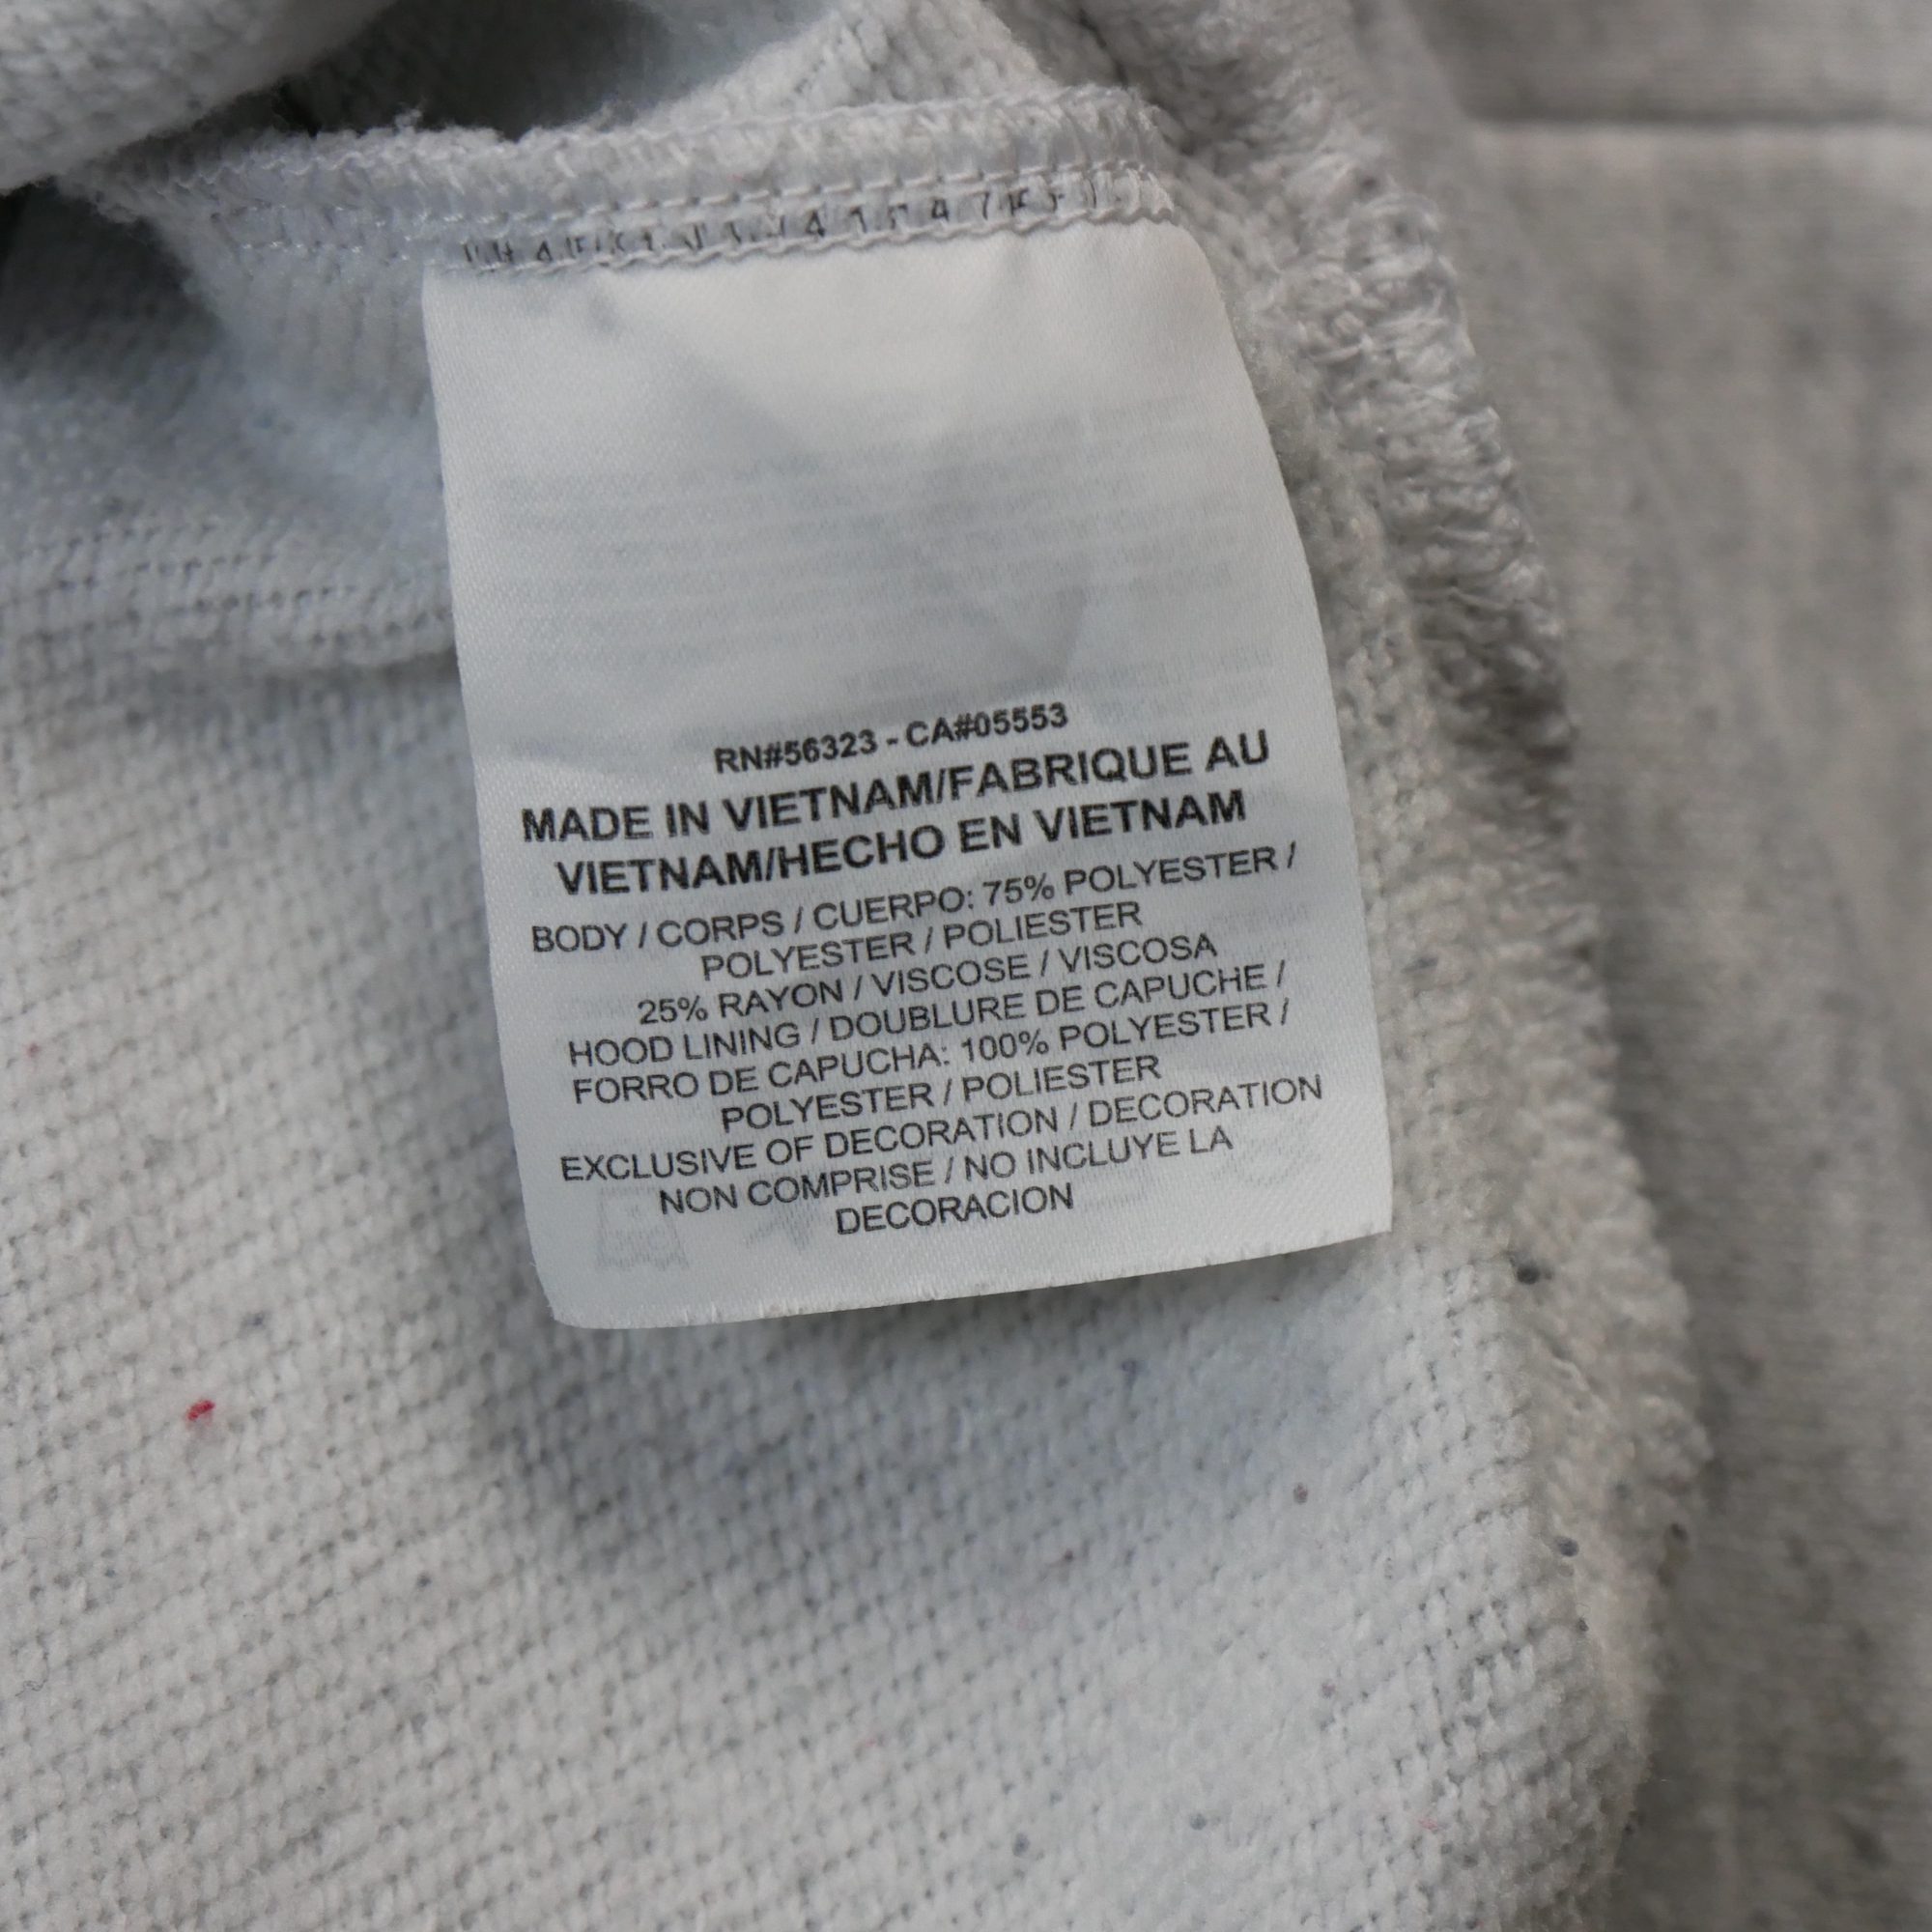 RN#56323 - CA#05553
MADE IN VIETNAM/FABRIQUE AU
VIETNAM/HECHO EN VIETNAM
BODY / CORPS / CUERPO: 75% POLYESTER /
POLYESTER / POLIESTER
25% RAYON / VISCOSE / VISCOSA
HOOD LINING / DOUBLURE DE CAPUCHE /
FORRO DE CAPUCHA: 100% POLYESTER /
POLYESTER / POLIESTER
EXCLUSIVE OF DECORATION / DECORATION
NON COMPRISE / NO INCLUYE LA
DECORACION